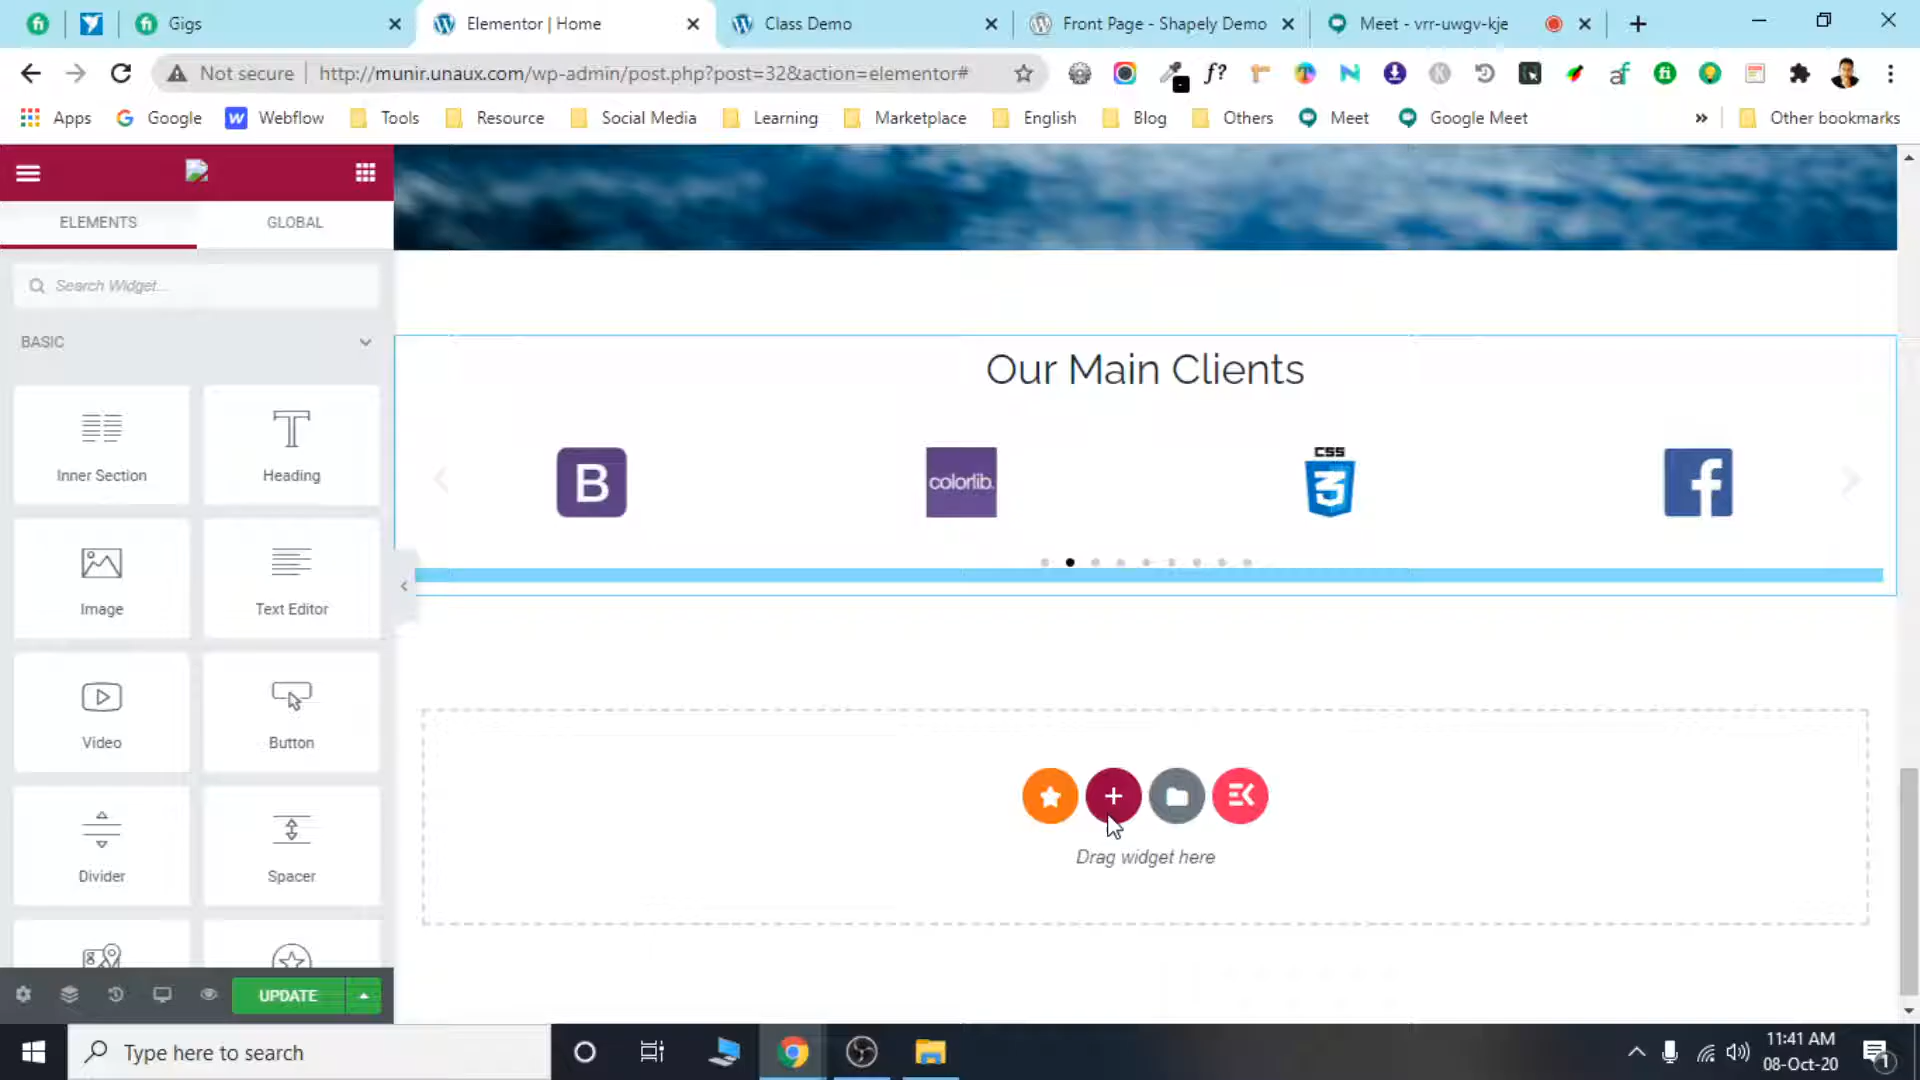 Gigs
Elementor | Home
Class Demo
Front Page - Shapely Demo
Meet - vrr-uwgv-kje
Not secure
http://munir.unaux.com/wp-admin/post.php?post=32&action=elementor#
f?
af
Apps
Google
Webflow
Tools
Resource
Social Media
Learning
Marketplace
English
Blog
Others
Meet
Google Meet
Other bookmarks
ELEMENTS
GLOBAL
Search Widget...
BASIC
Inner Section
Heading
Image
Text Editor
Video
Button
Divider
Spacer
UPDATE
Our Main Clients
B
colorlib.
CSS
3
f
Drag widget here
Type here to search
11:41 AM
08-Oct-20
1